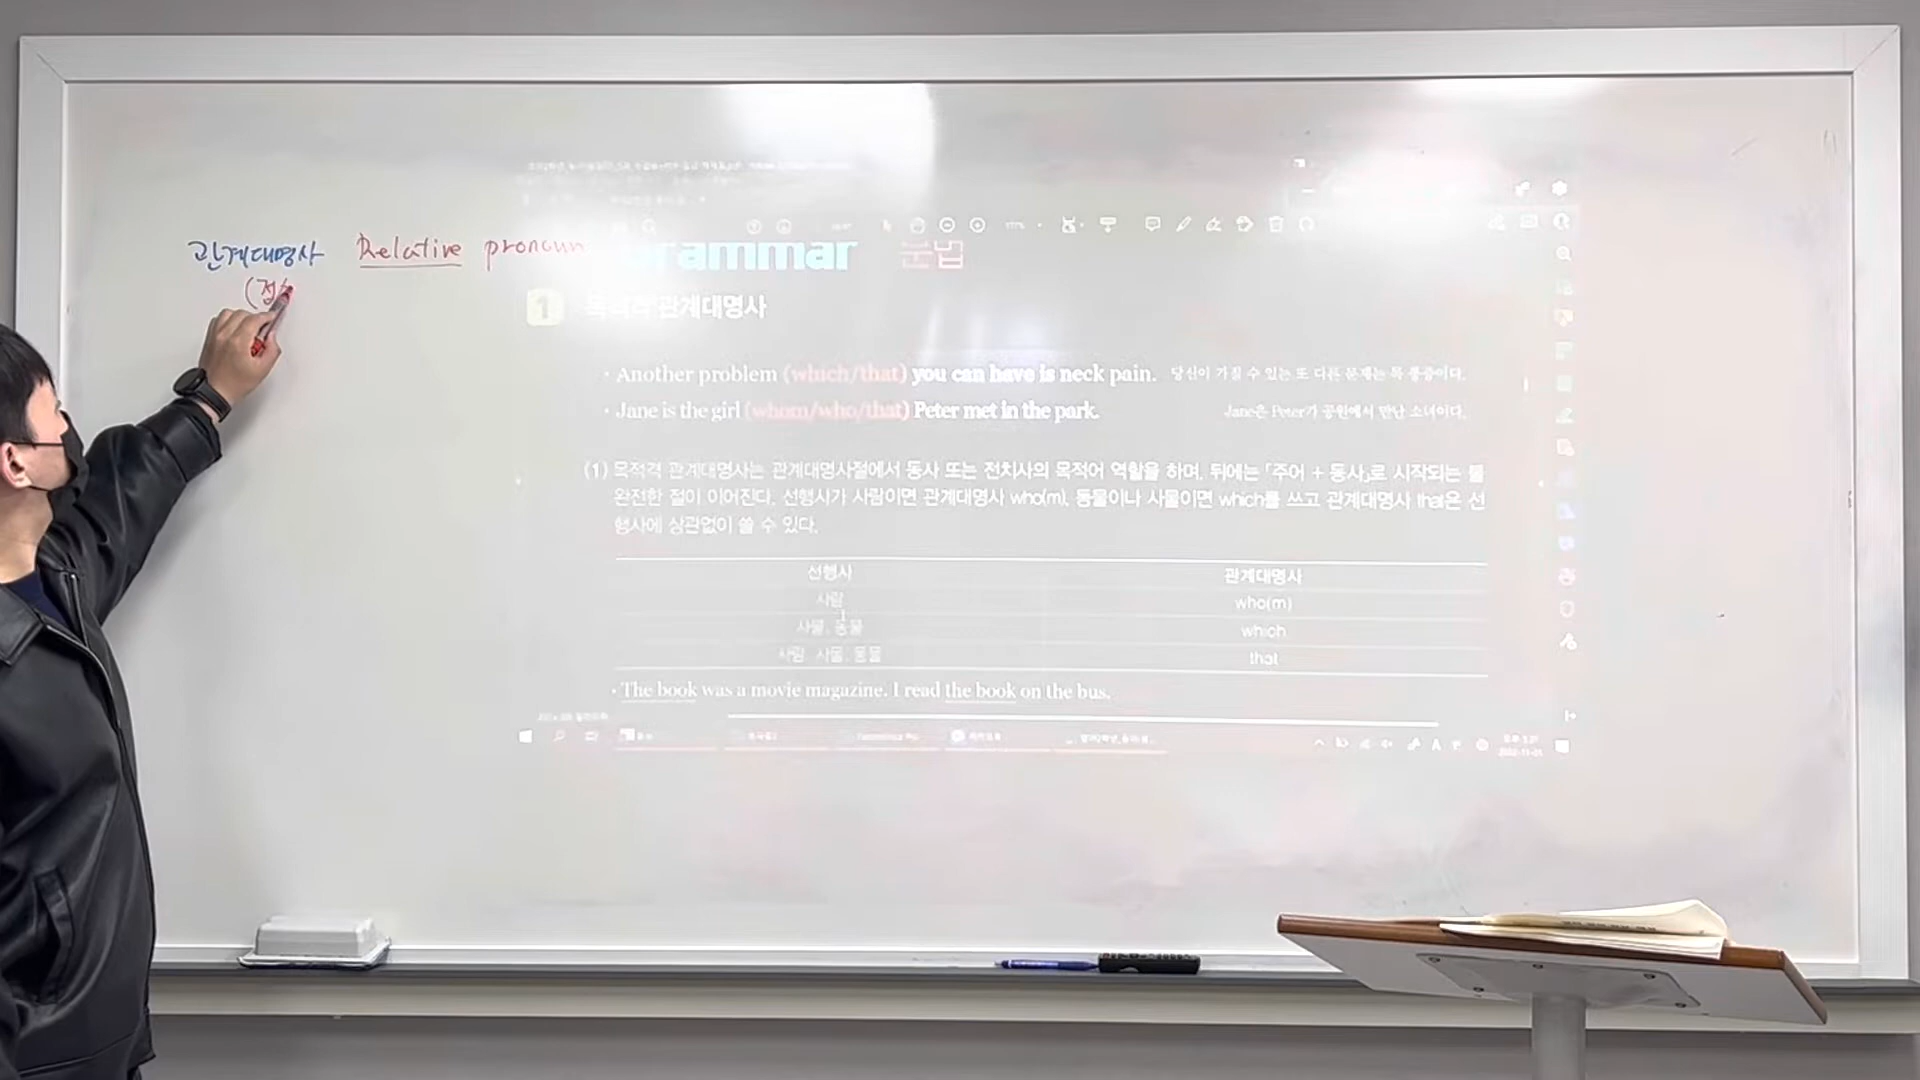 관계대명사 Relative pronoun
(접
Grammar 문법
1 목적격 관계대명사
· Another problem (which/that) you can have is neck pain. 당신이 가질 수 있는 또 다른 문제는 목 통증이다.
· Jane is the girl (whom/who/that) Peter met in the park. Jane은 Peter가 공원에서 만난 소녀이다.
(1) 목적격 관계대명사는 관계대명사절에서 동사 또는 전치사의 목적어 역할을 하며, 뒤에는 「주어 + 동사」로 시작되는 불
완전한 절이 이어진다. 선행사가 사람이면 관계대명사 who(m), 동물이나 사물이면 which를 쓰고 관계대명사 that은 선
행사에 상관없이 쓸 수 있다.
선행사 관계대명사
사람 who(m)
사물, 동물 which
사람, 사물, 동물 that
· The book was a movie magazine. I read the book on the bus.